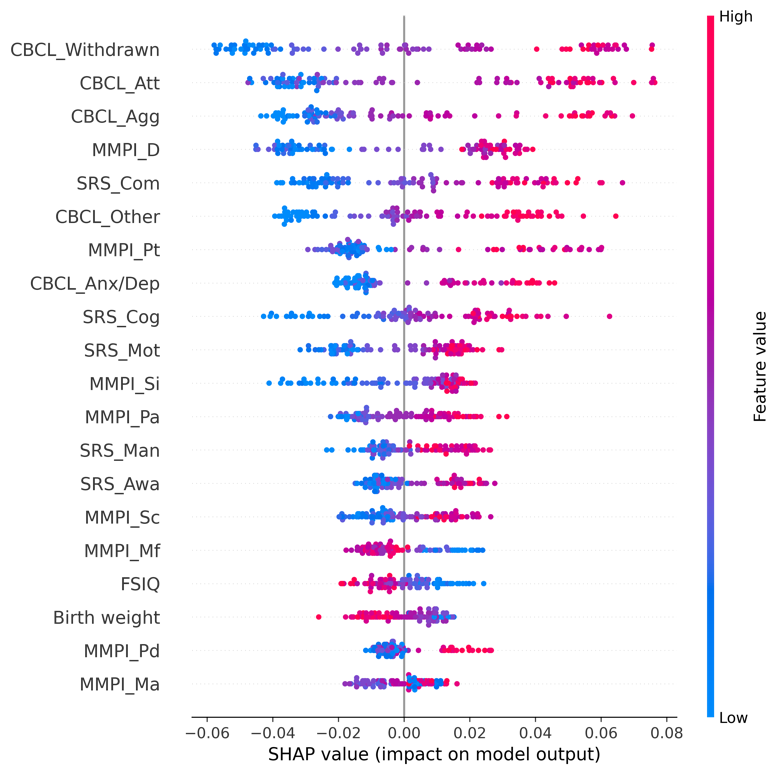 High
CBCL_Withdrawn
CBCL_Att
CBCL_Agg
MMPI_D
SRS_Com
CBCL_Other
MMPI_Pt
CBCL_Anx/Dep
SRS_Cog
SRS_Mot
MMPI_Si
MMPI_Pa
SRS_Man
SRS_Awa
MMPI_Sc
MMPI_Mf
FSIQ
Birth weight
MMPI_Pd
MMPI_Ma
Feature value
Low
−0.06 −0.04 −0.02 0.00 0.02 0.04 0.06 0.08
SHAP value (impact on model output)